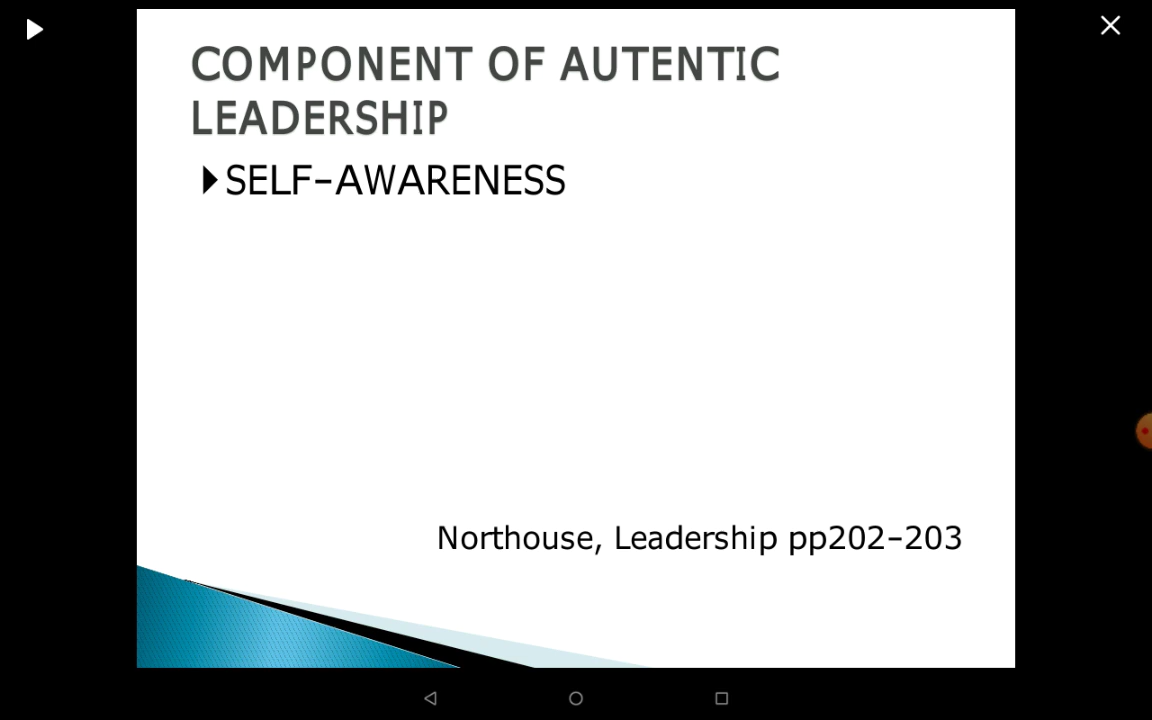 COMPONENT OF AUTENTIC
LEADERSHIP
SELF-AWARENESS
Northouse, Leadership pp202-203